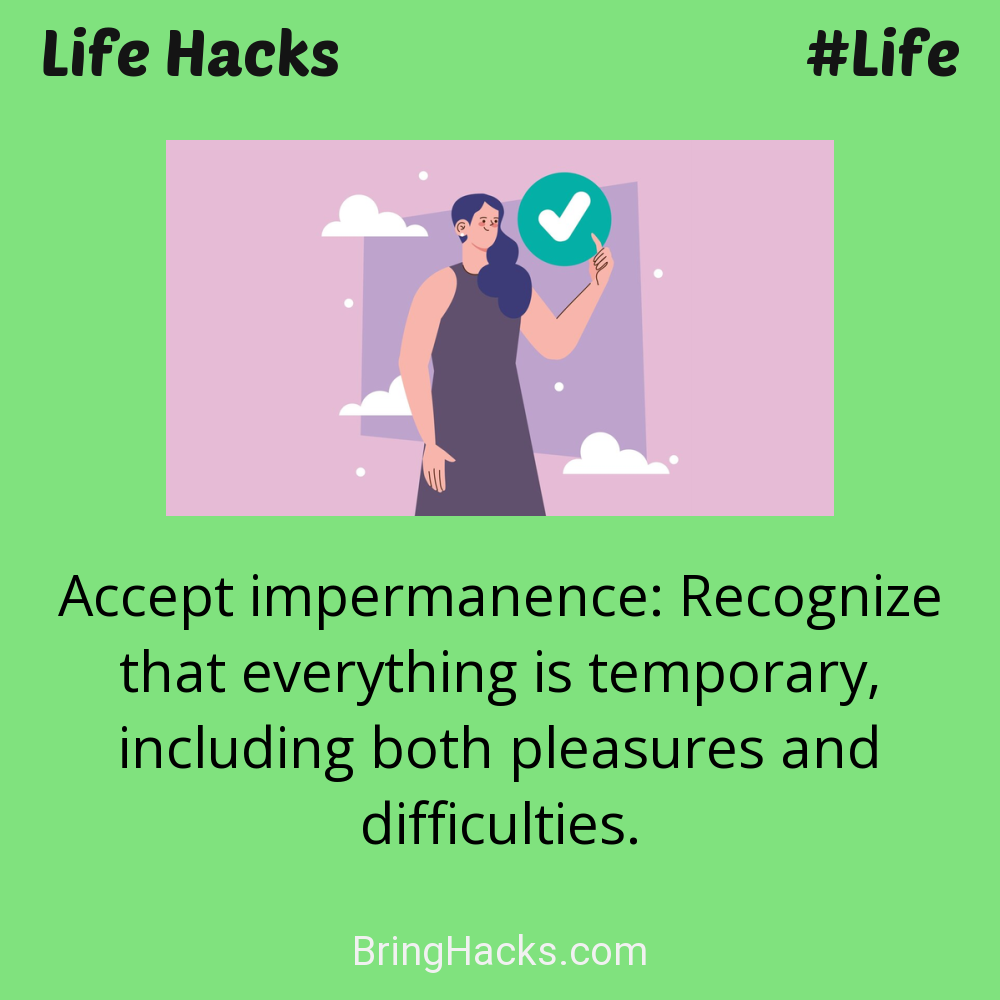 Life Hacks #Life
Accept impermanence: Recognize
that everything is temporary,
including both pleasures and
difficulties.
BringHacks.com